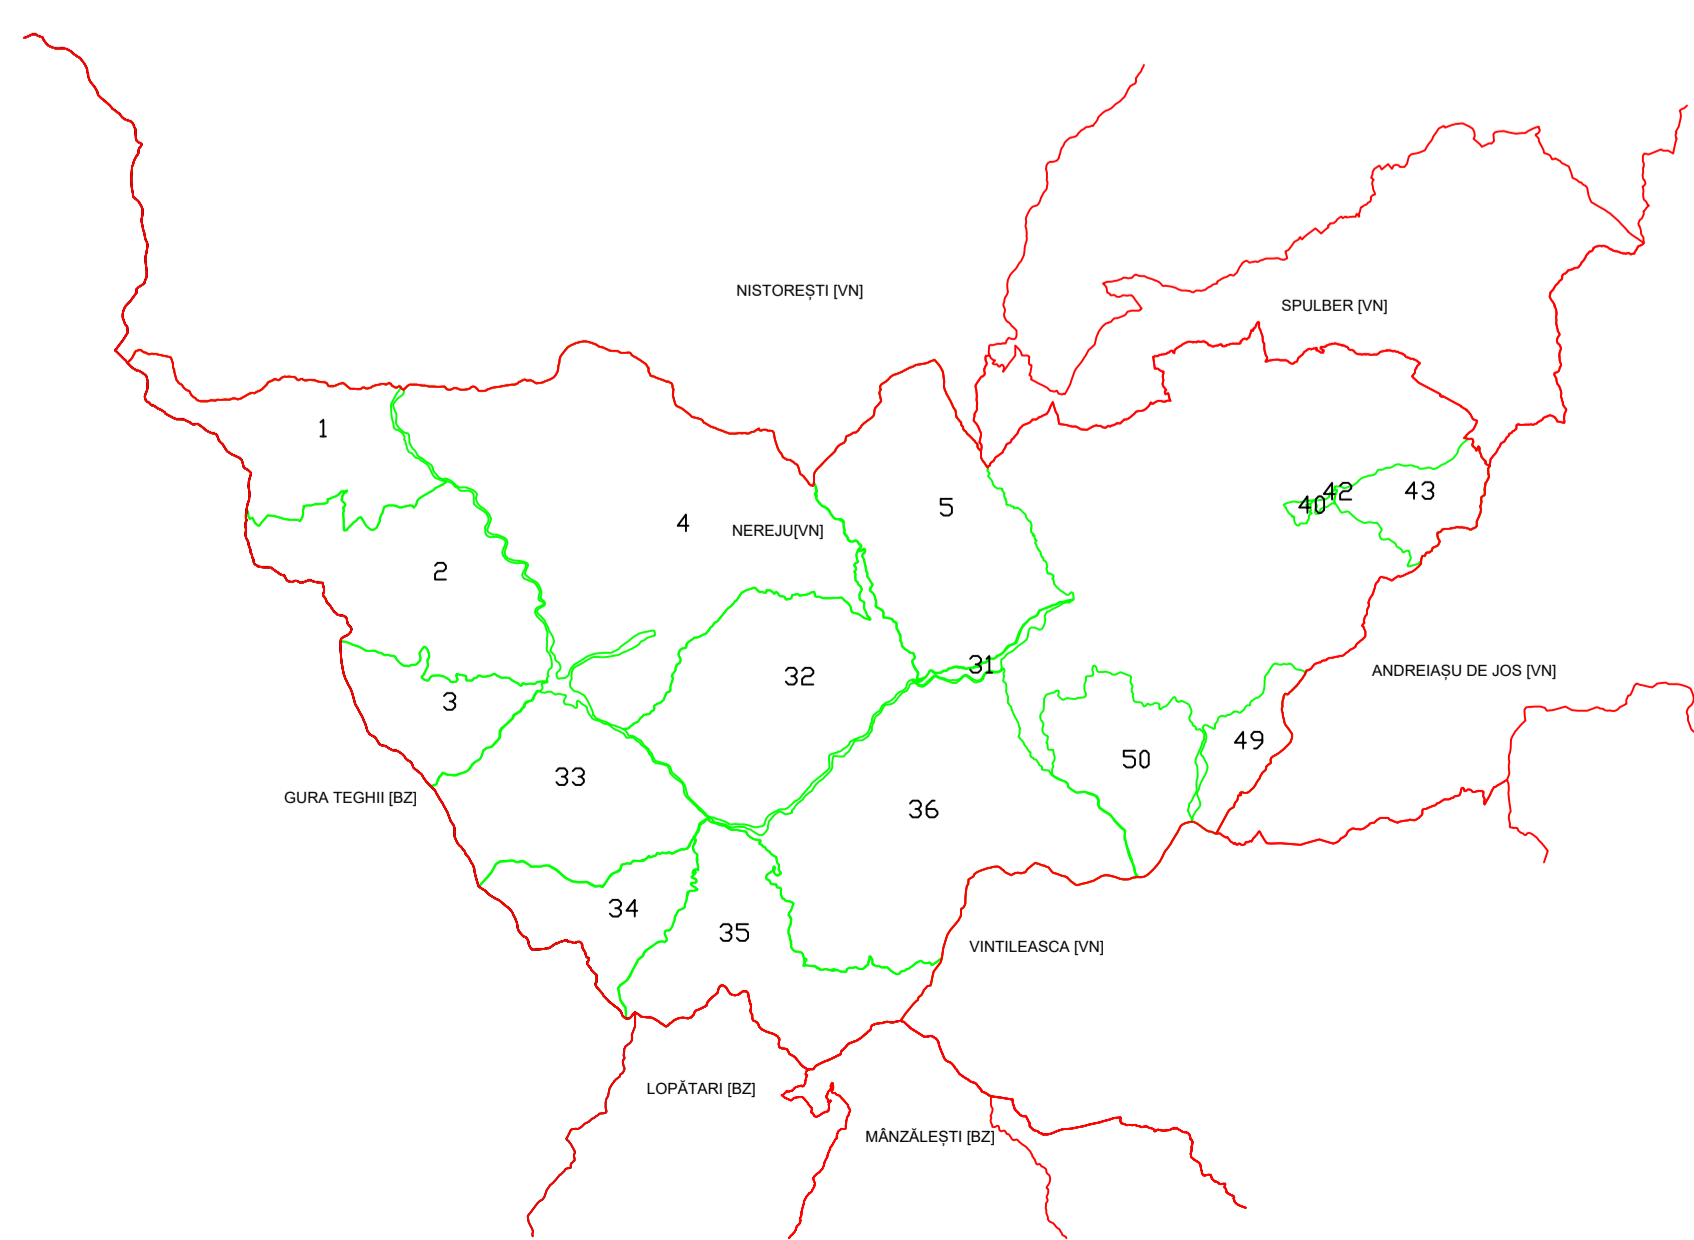 NISTOREȘTI [VN]
SPULBER [VN]
1
5
4
NEREJU[VN]
40
42
43
2
31
32
3
ANDREIAȘU DE JOS [VN]
49
50
33
GURA TEGHII [BZ]
36
34
35
VINTILEASCA [VN]
LOPĂTARI [BZ]
MÂNZĂLEȘTI [BZ]